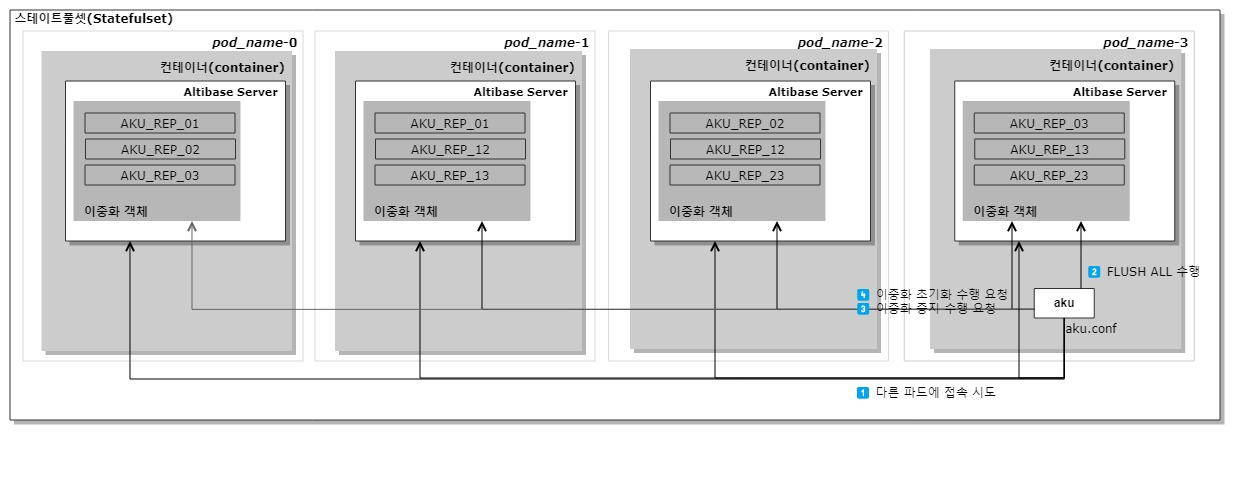 스테이트풀셋(Statefulset)
pod_name-0
컨테이너(container)
Altibase Server
AKU_REP_01
AKU_REP_02
AKU_REP_03
이중화 객체
pod_name-1
컨테이너(container)
Altibase Server
AKU_REP_01
AKU_REP_12
AKU_REP_13
이중화 객체
pod_name-2
컨테이너(container)
Altibase Server
AKU_REP_02
AKU_REP_12
AKU_REP_23
이중화 객체
pod_name-3
컨테이너(container)
Altibase Server
AKU_REP_03
AKU_REP_13
AKU_REP_23
이중화 객체
2 FLUSH ALL 수행
4 이중화 초기화 수행 요청
3 이중화 중지 수행 요청
aku
aku.conf
1 다른 파드에 접속 시도